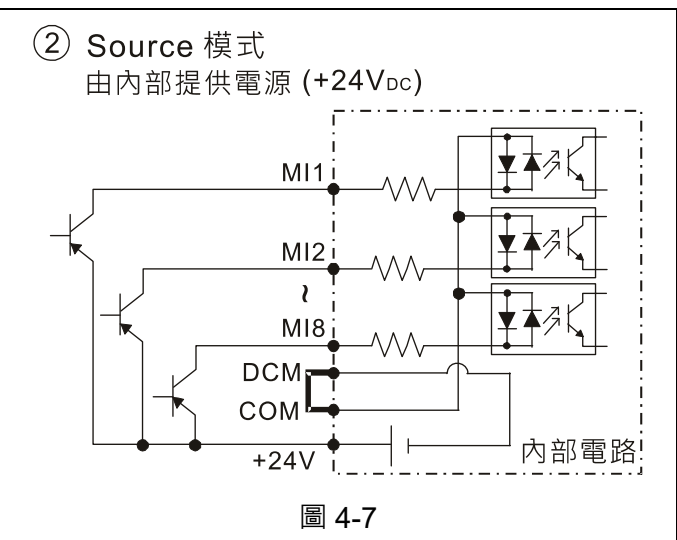 ② Source 模式
由內部提供電源 (+24VDC)
MI1
MI2
~
MI8
DCM
COM
+24V
內部電路
圖 4-7